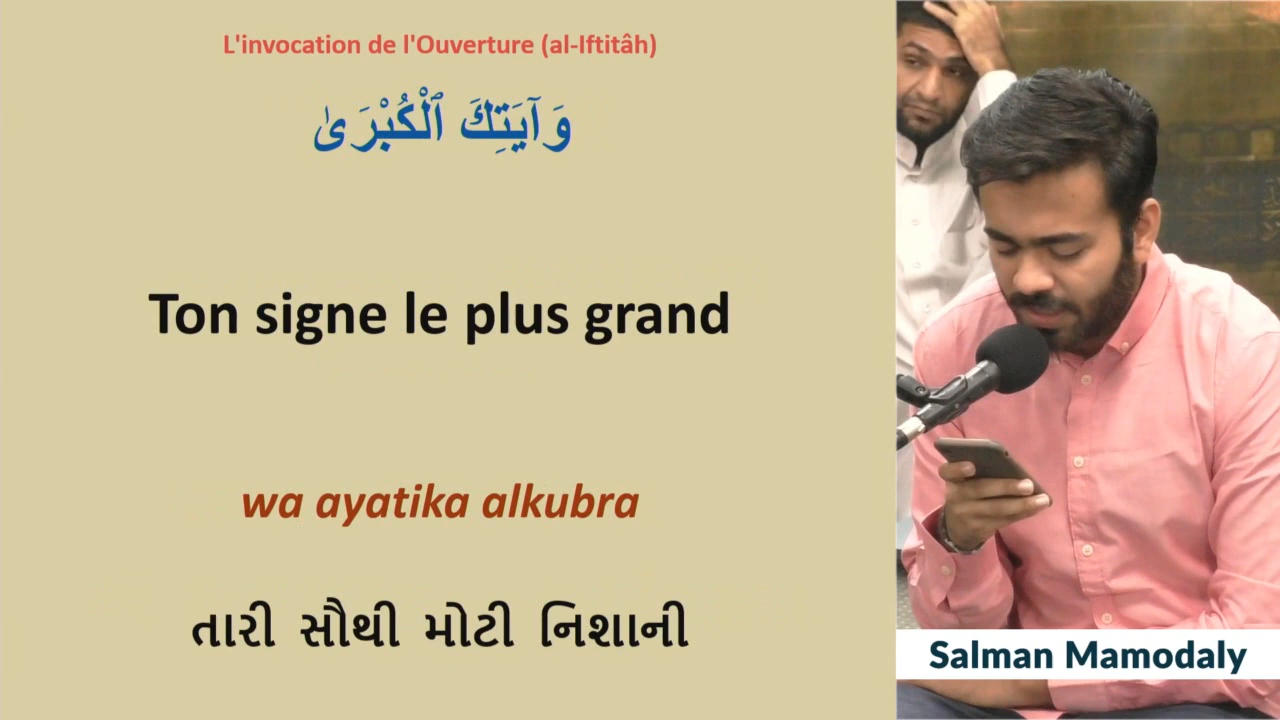 L'invocation de l'Ouverture (al-Iftitâh)
وَ آيَتِكَ ٱلْكُبْرَىٰ
Ton signe le plus grand
wa ayatika alkubra
તારી સૌથી મોટી નિશાની
Salman Mamodaly